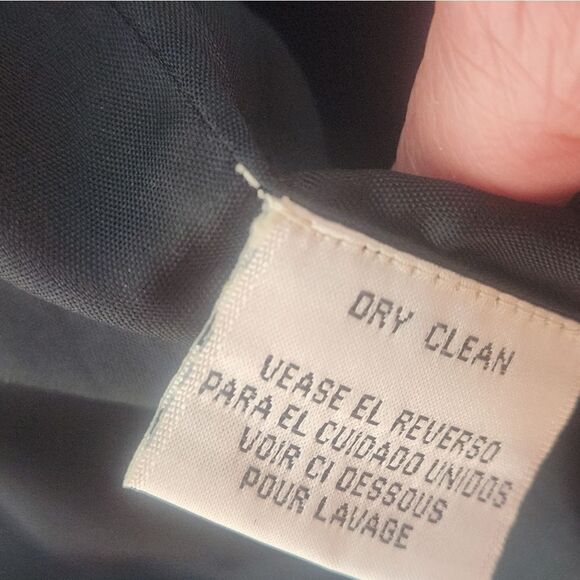 DRY CLEAN
VEASE EL REVERSO
PARA EL CUIDADO UNIDOS
VOIR CI DESSOUS
POUR LAVAGE